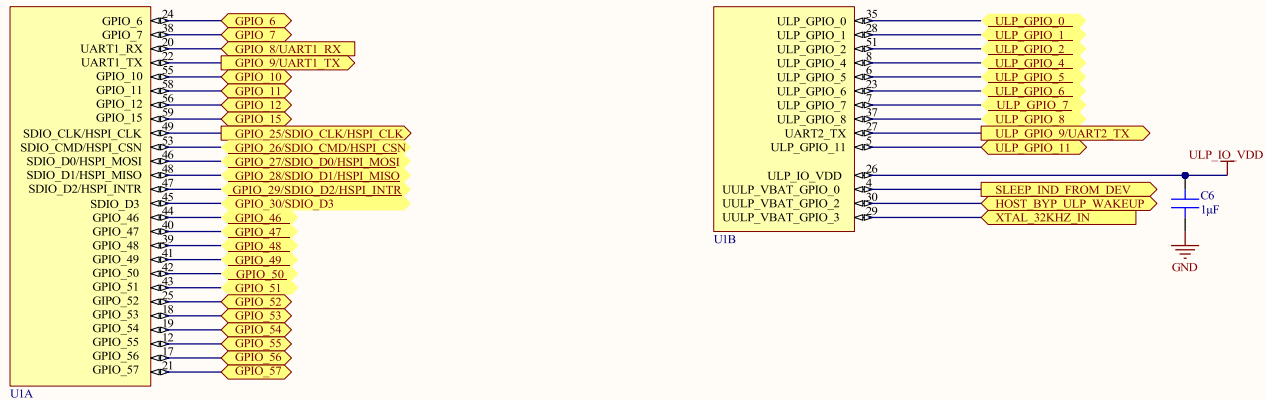 GPIO_6 24 GPIO_6
GPIO_7 38 GPIO_7
UART1_RX 20 GPIO_8/UART1_RX
UART1_TX 22 GPIO_9/UART1_TX
GPIO_10 55 GPIO_10
GPIO_11 58 GPIO_11
GPIO_12 56 GPIO_12
GPIO_15 59 GPIO_15
SDIO_CLK/HSPI_CLK 49 GPIO_25/SDIO_CLK/HSPI_CLK
SDIO_CMD/HSPI_CSN 53 GPIO_26/SDIO_CMD/HSPI_CSN
SDIO_D0/HSPI_MOSI 46 GPIO_27/SDIO_D0/HSPI_MOSI
SDIO_D1/HSPI_MISO 48 GPIO_28/SDIO_D1/HSPI_MISO
SDIO_D2/HSPI_INTR 47 GPIO_29/SDIO_D2/HSPI_INTR
SDIO_D3 45 GPIO_30/SDIO_D3
GPIO_46 44 GPIO_46
GPIO_47 40 GPIO_47
GPIO_48 39 GPIO_48
GPIO_49 41 GPIO_49
GPIO_50 42 GPIO_50
GPIO_51 43 GPIO_51
GIPO_52 25 GPIO_52
GPIO_53 18 GPIO_53
GPIO_54 19 GPIO_54
GPIO_55 12 GPIO_55
GPIO_56 17 GPIO_56
GPIO_57 21 GPIO_57
U1A
ULP_GPIO_0 35 ULP_GPIO_0
ULP_GPIO_1 28 ULP_GPIO_1
ULP_GPIO_2 51 ULP_GPIO_2
ULP_GPIO_4 8 ULP_GPIO_4
ULP_GPIO_5 6 ULP_GPIO_5
ULP_GPIO_6 23 ULP_GPIO_6
ULP_GPIO_7 7 ULP_GPIO_7
ULP_GPIO_8 37 ULP_GPIO_8
UART2_TX 27 ULP_GPIO_9/UART2_TX
ULP_GPIO_11 5 ULP_GPIO_11
ULP_IO_VDD
ULP_IO_VDD 26
UULP_VBAT_GPIO_0 4 SLEEP_IND_FROM_DEV
UULP_VBAT_GPIO_2 30 HOST_BYP_ULP_WAKEUP
UULP_VBAT_GPIO_3 29 XTAL_32KHZ_IN
C6
1µF
U1B
GND